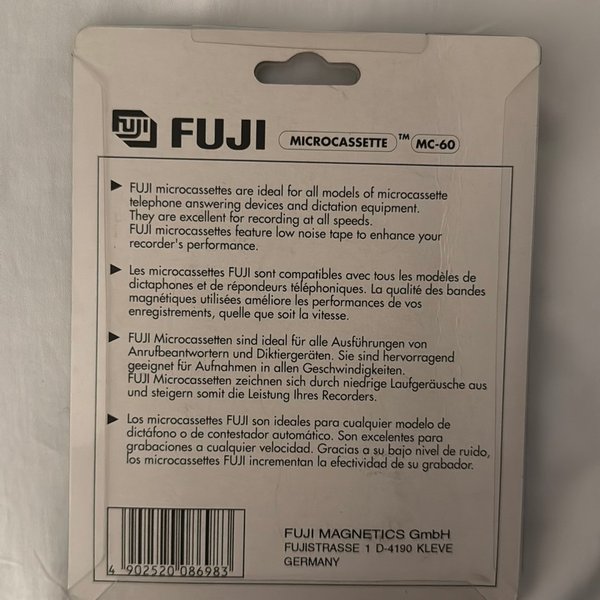 FUJI FUJI MICROCASSETTE ™ MC-60
FUJI microcassettes are ideal for all models of microcassette
telephone answering devices and dictation equipment.
They are excellent for recording at all speeds.
FUJI microcassettes feature low noise tape to enhance your
recorder's performance.
Les microcassettes FUJI sont compatibles avec tous les modèles de
dictaphones et de répondeurs téléphoniques. La qualité des bandes
magnétiques utilisées améliore les performances de vos
enregistrements, quelle que soit la vitesse.
FUJI Microcassetten sind ideal für alle Ausführungen von
Anrufbeantwortern und Diktiergeräten. Sie sind hervorragend
geeignet für Aufnahmen in allen Geschwindigkeiten.
FUJI Microcassetten zeichnen sich durch niedrige Laufgeräusche aus
und steigern somit die Leistung Ihres Recorders.
Los microcassettes FUJI son ideales para cualquier modelo de
dictáfono o de contestador automático. Son excelentes para
grabaciones a cualquier velocidad. Gracias a su bajo nivel de ruido,
los microcassettes FUJI incrementan la efectividad de su grabador.
FUJI MAGNETICS GmbH
FUJISTRASSE 1 D-4190 KLEVE
GERMANY
4 902520 086983